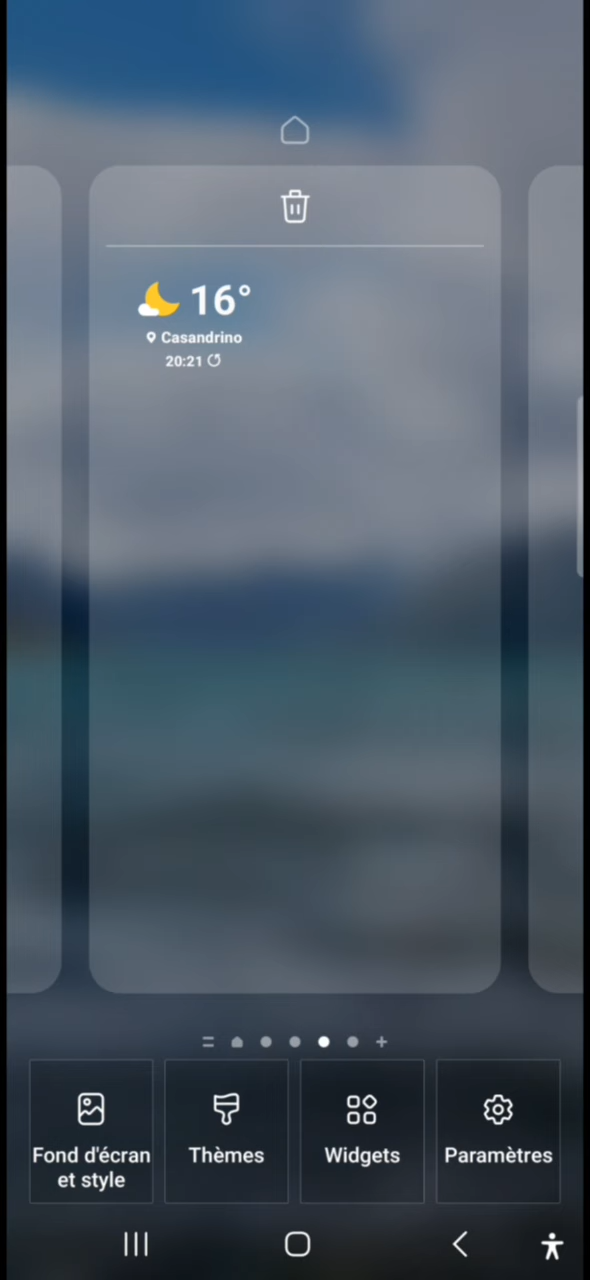 16°
Casandrino
20:21
Fond d'écran
et style
Thèmes
Widgets
Paramètres